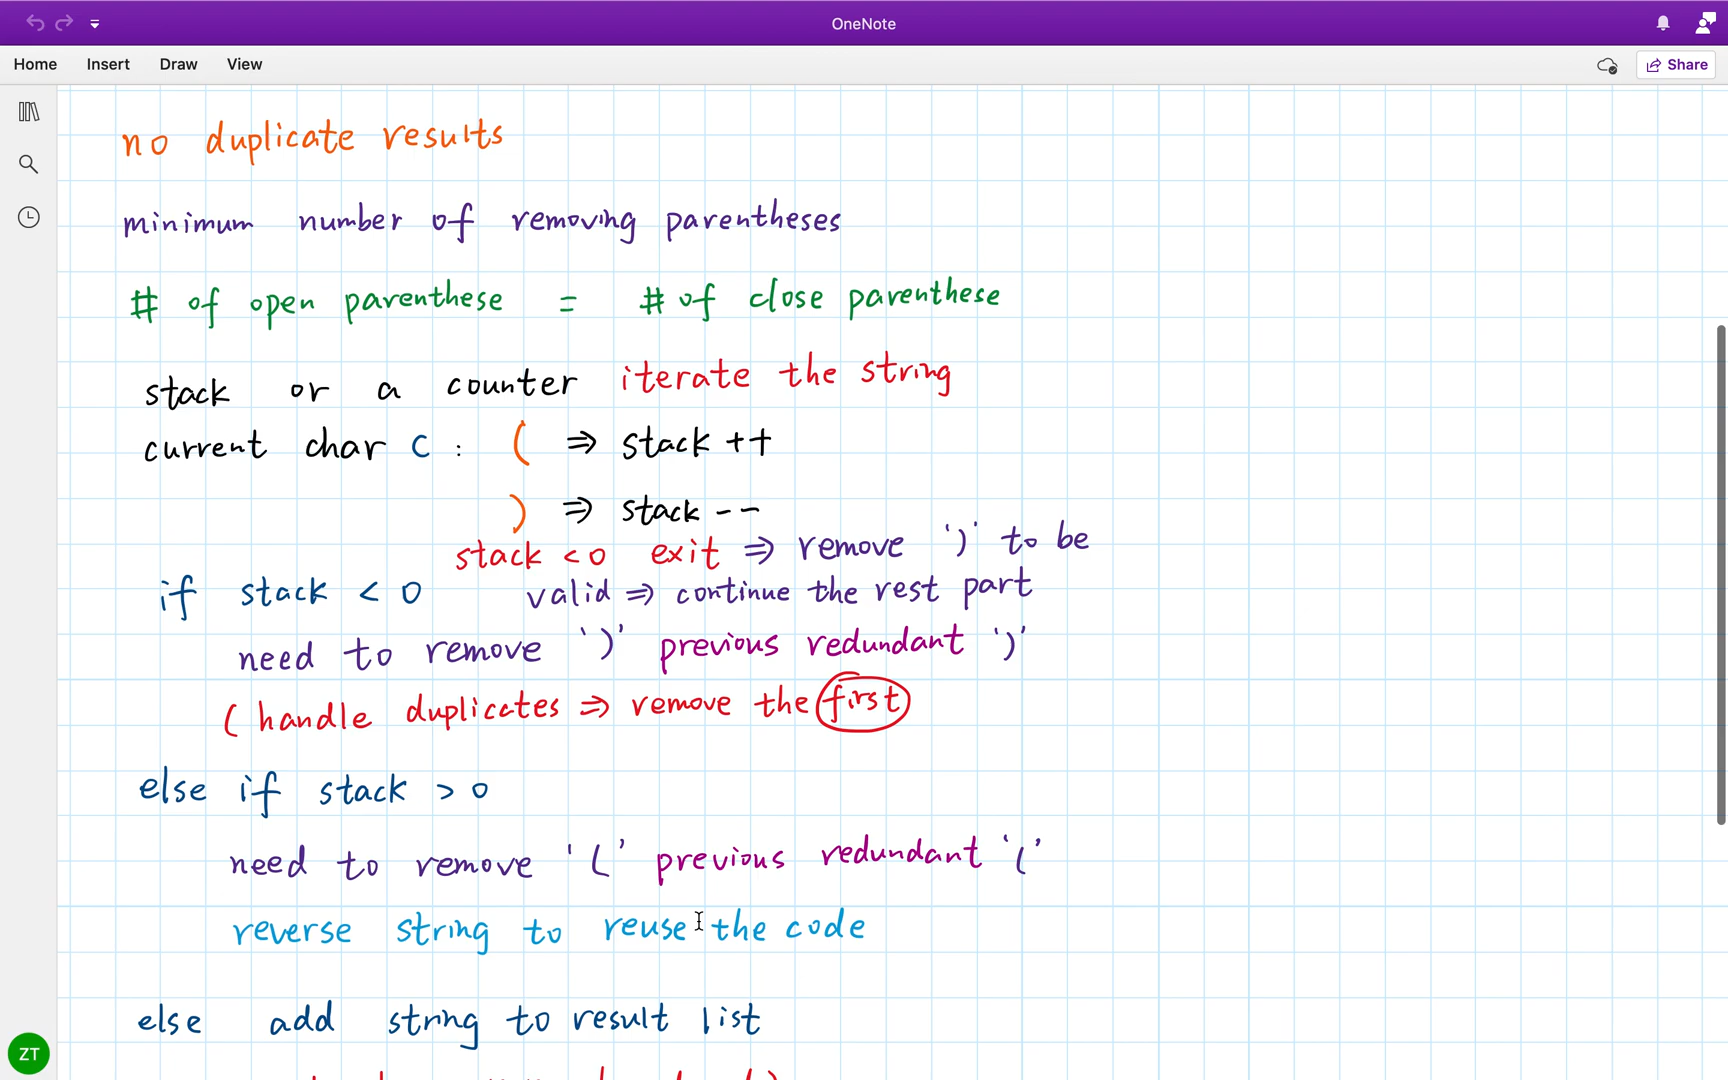 OneNote
Home Insert Draw View Share
no duplicate results
minimum number of removing parentheses
# of open parenthese = # of close parenthese
stack or a counter iterate the string
current char c : ( ⇒ stack ++
) ⇒ stack --
stack < 0 exit ⇒ remove ')' to be
if stack < 0 valid ⇒ continue the rest part
need to remove ')' previous redundant ')'
( handle duplicates ⇒ remove the first
else if stack > 0
need to remove '(' previous redundant '('
reverse string to reuse the code
else add string to result list
ZT